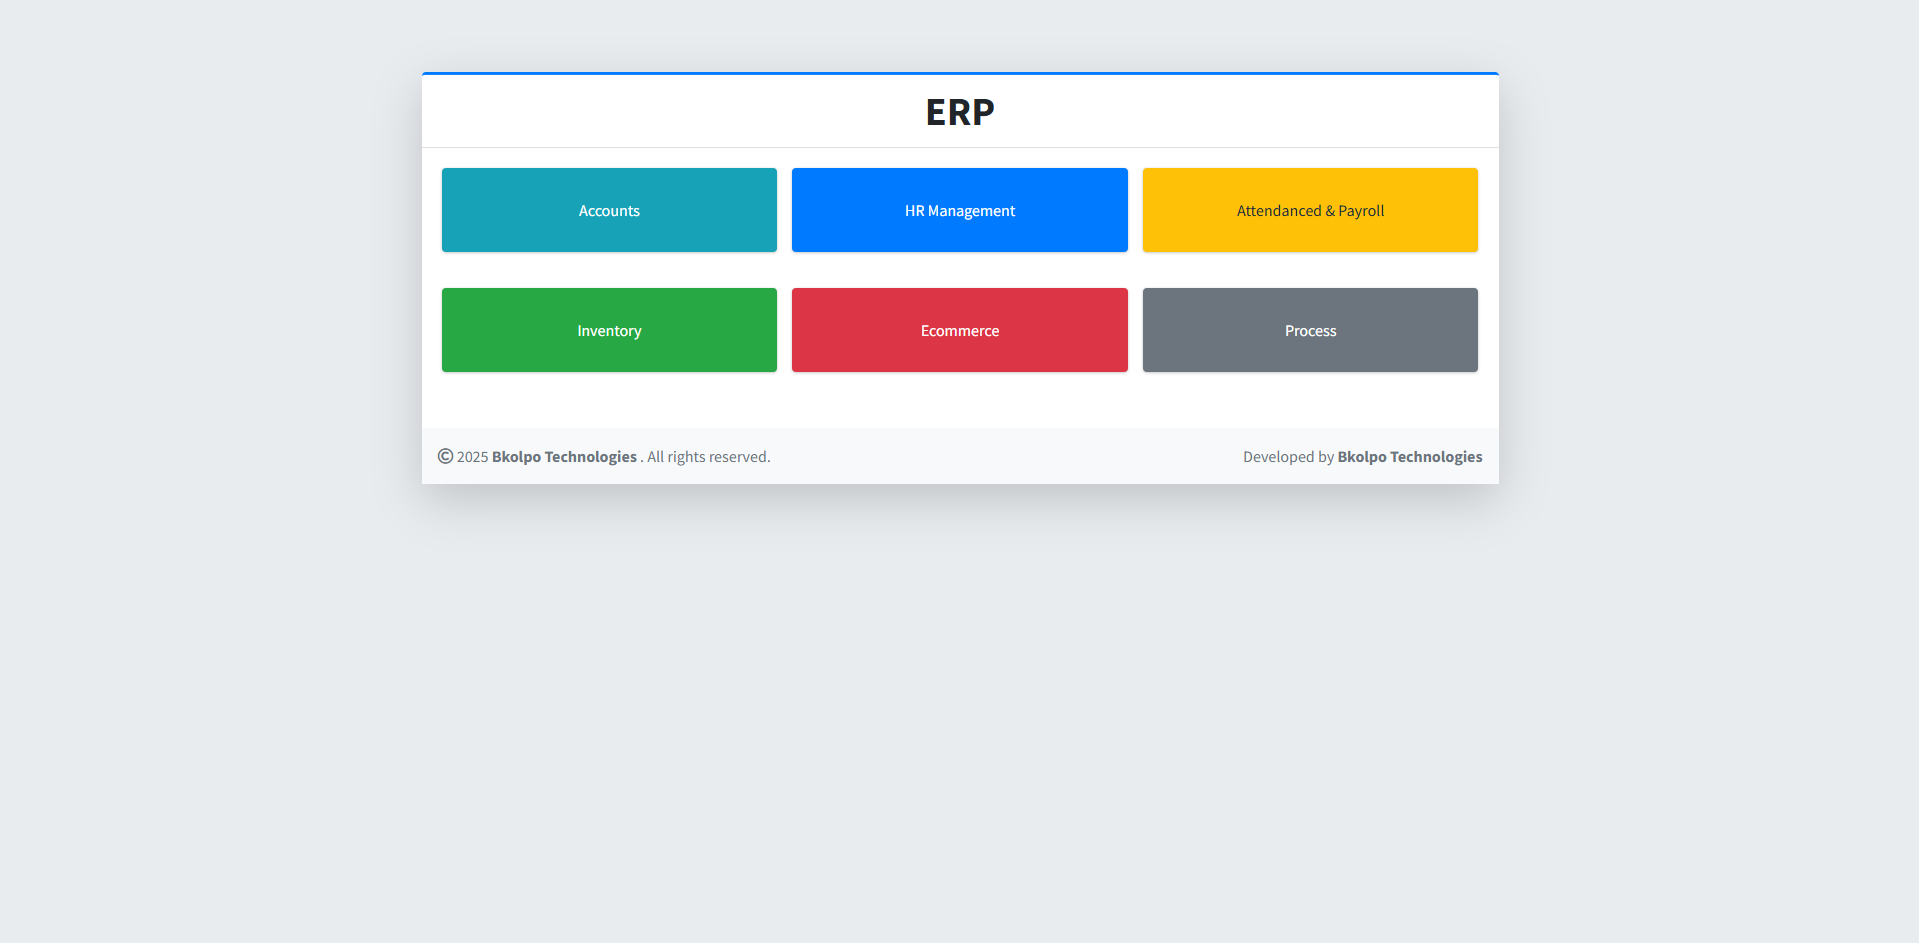 ERP
Accounts
HR Management
Attendanced & Payroll
Inventory
Ecommerce
Process
© 2025 Bkolpo Technologies . All rights reserved.
Developed by Bkolpo Technologies